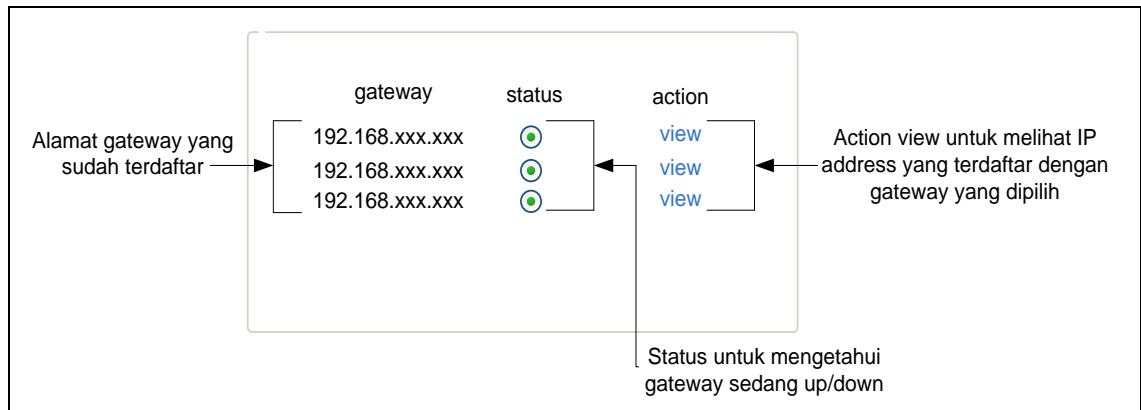 gateway status action
192.168.xxx.xxx view
192.168.xxx.xxx view
192.168.xxx.xxx view
Alamat gateway yang
sudah terdaftar
Action view untuk melihat IP
address yang terdaftar dengan
gateway yang dipilih
Status untuk mengetahui
gateway sedang up/down